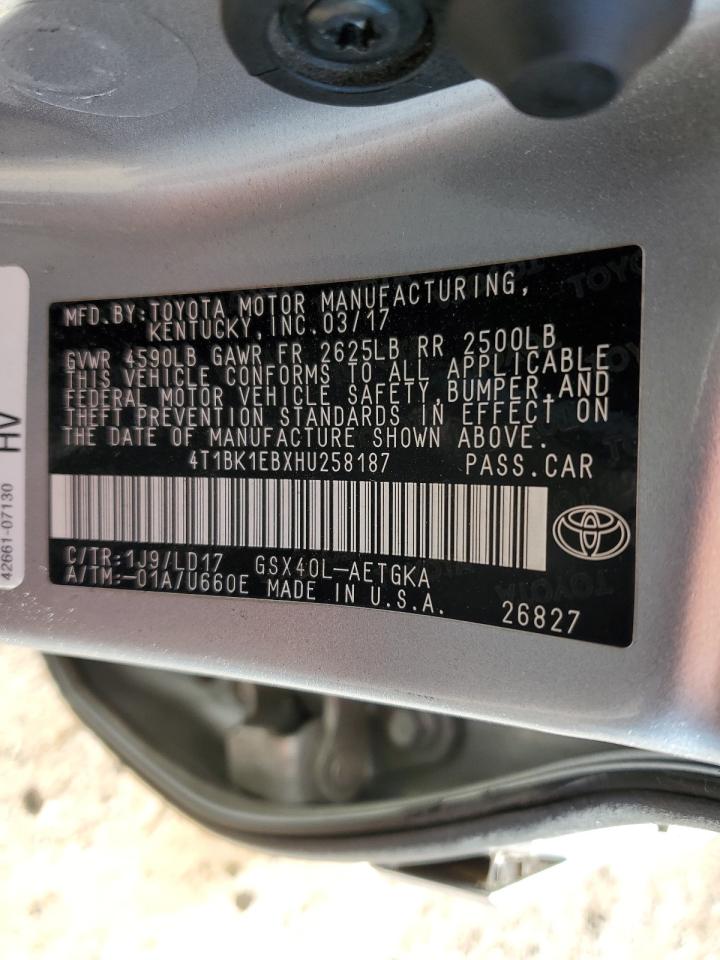 MFD.BY:TOYOTA MOTOR MANUFACTURING,
KENTUCKY,INC.03/17
GVWR 4590LB GAWR FR 2625LB RR 2500LB
THIS VEHICLE CONFORMS TO ALL APPLICABLE
FEDERAL MOTOR VEHICLE SAFETY,BUMPER,AND
THEFT PREVENTION STANDARDS IN EFFECT ON
THE DATE OF MANUFACTURE SHOWN ABOVE.
4T1BK1EBXHU258187 PASS.CAR
C/TR:1J9/LD17 GSX40L-AETGKA
A/TM:-01A/U660E MADE IN U.S.A. 26827
HV
42661-07130